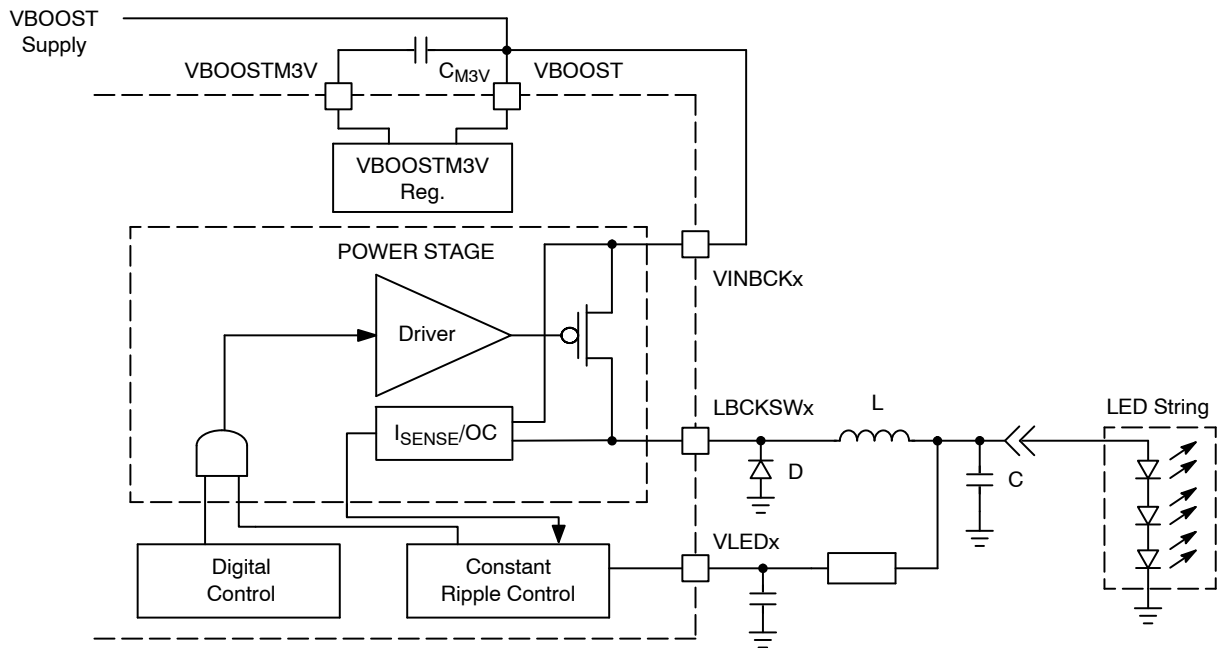 VBOOST
Supply
VBOOSTM3V
CM3V
VBOOST
VBOOSTM3V
Reg.
POWER STAGE
VINBCKx
Driver
LBCKSWx
L
LED String
ISENSE/OC
D
C
VLEDx
Digital
Control
Constant
Ripple Control